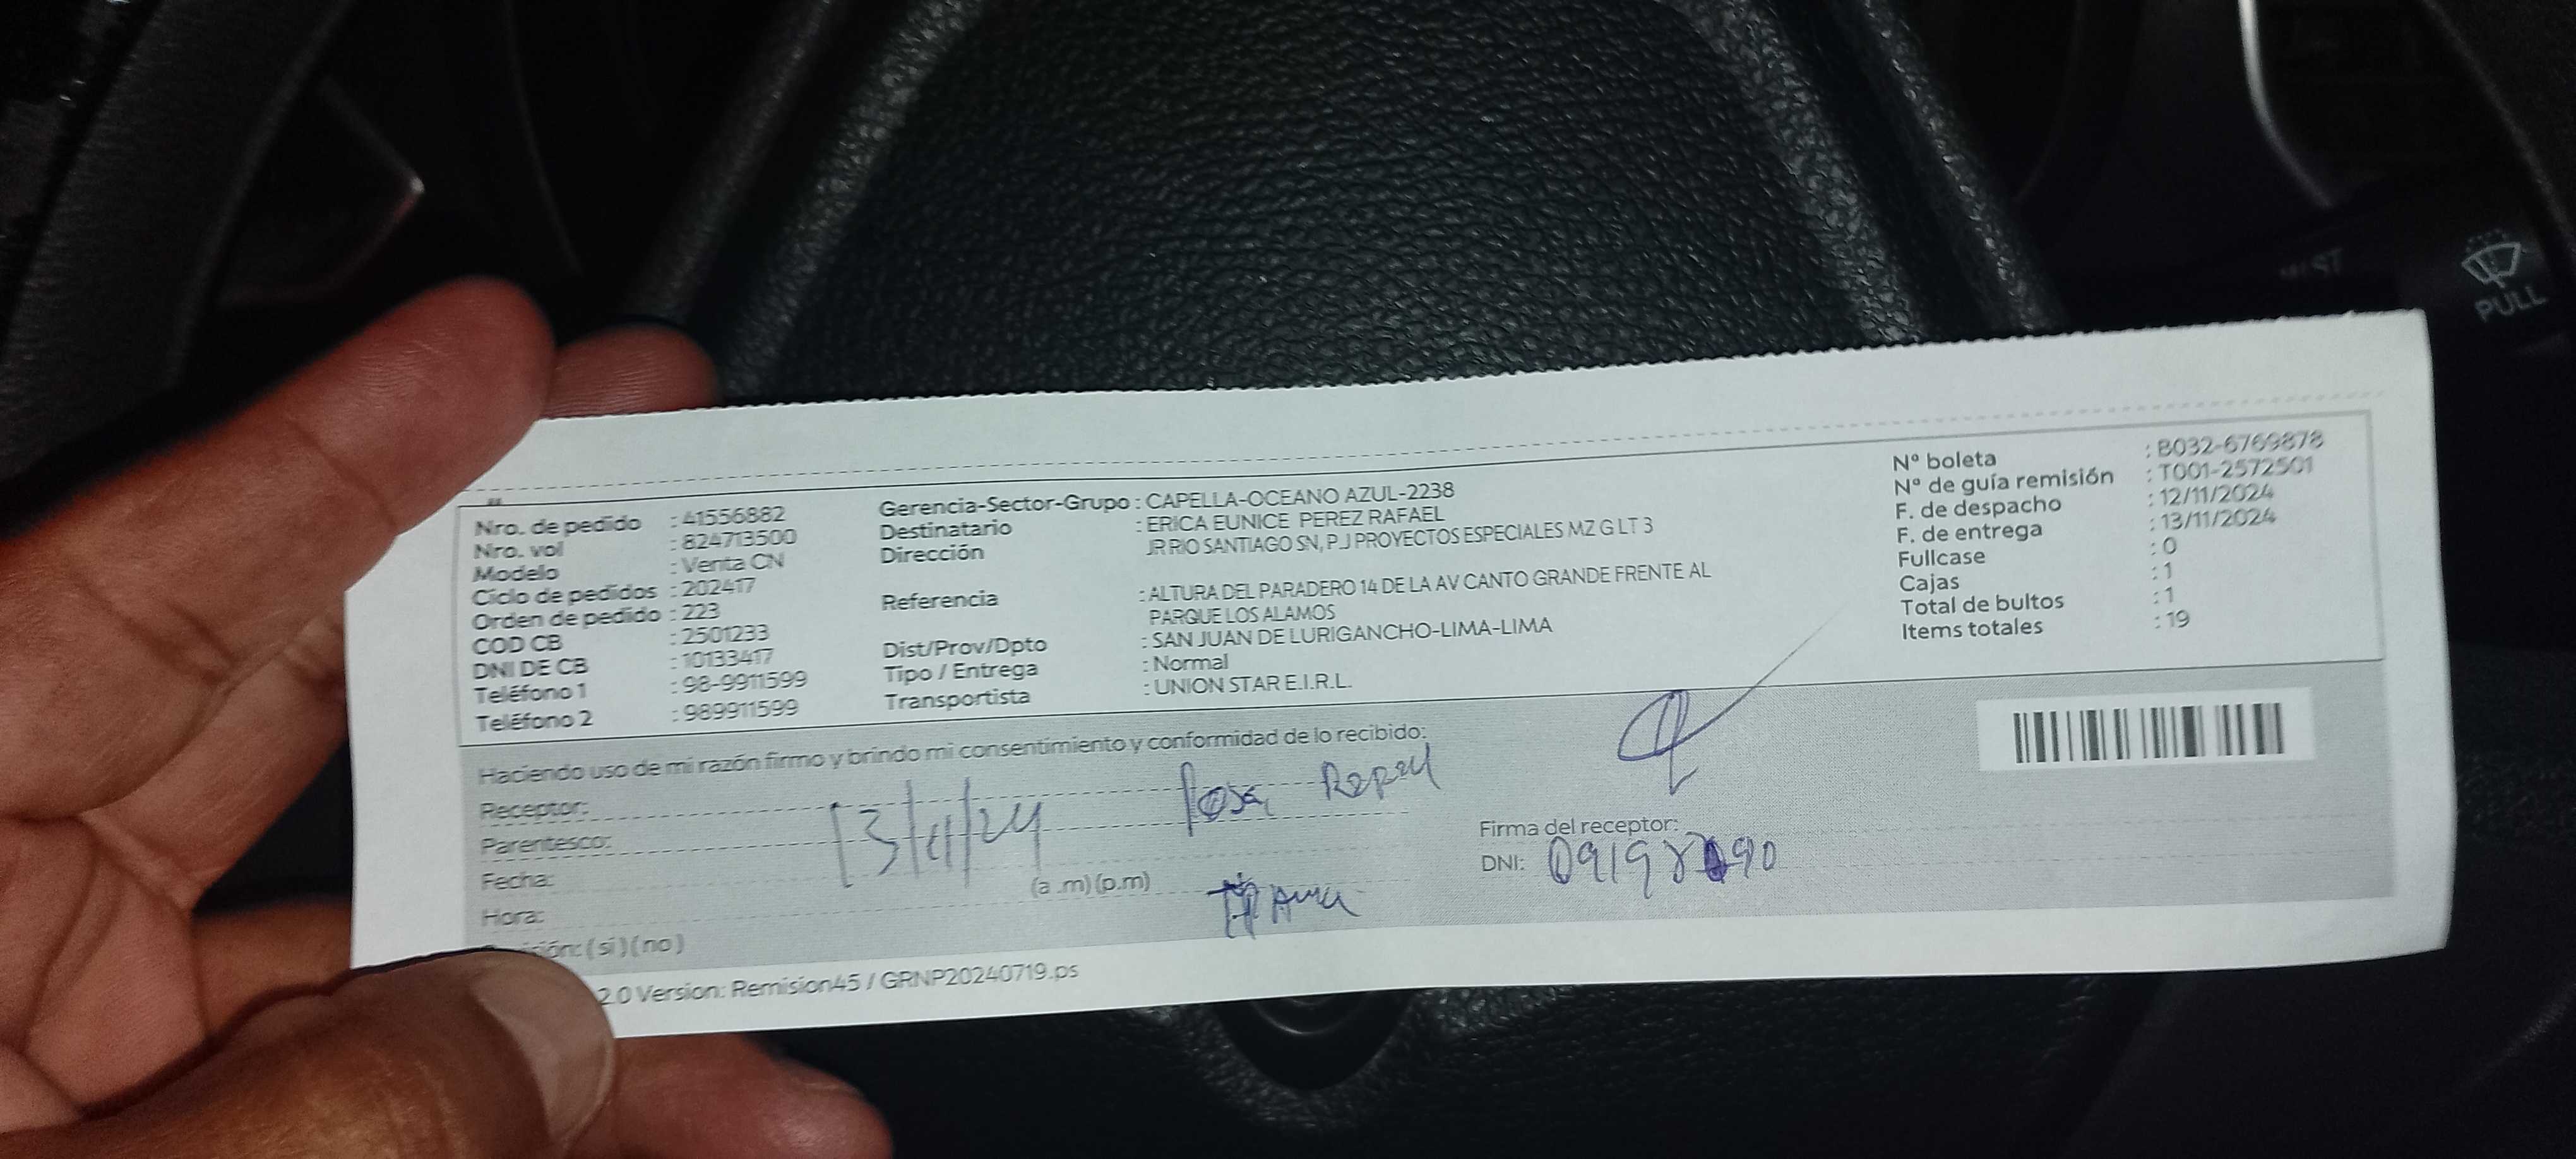 Nro. de pedido : 41556882
Nro. vol : 824713500
Modelo : Venta CN
Ciclo de pedidos : 202417
Orden de pedido : 223
COD CB : 2501233
DNI DE CB : 10133417
Teléfono 1 : 98-9911599
Teléfono 2 : 989911599
Gerencia-Sector-Grupo : CAPELLA-OCEANO AZUL-2238
Destinatario : ERICA EUNICE PEREZ RAFAEL
Dirección JR RIO SANTIAGO SN, P.J PROYECTOS ESPECIALES MZ G LT 3
Referencia : ALTURA DEL PARADERO 14 DE LA AV CANTO GRANDE FRENTE AL
PARQUE LOS ALAMOS
Dist/Prov/Dpto : SAN JUAN DE LURIGANCHO-LIMA-LIMA
Tipo / Entrega : Normal
Transportista : UNION STAR E.I.R.L.
Nº boleta : B032-6769878
Nº de guía remisión : T001-2572501
F. de despacho : 12/11/2024
F. de entrega : 13/11/2024
Fullcase : 0
Cajas : 1
Total de bultos : 1
Items totales : 19
Haciendo uso de mi razón firmo y brindo mi consentimiento y conformidad de lo recibido:
Receptor: Rosa
Parentesco:
Fecha: 13/11/24
Hora: (a .m) (p.m)
(si) (no)
Firma del receptor:
DNI:
2.0 Version: Remision45 / GRNP20240719.ps
PULL